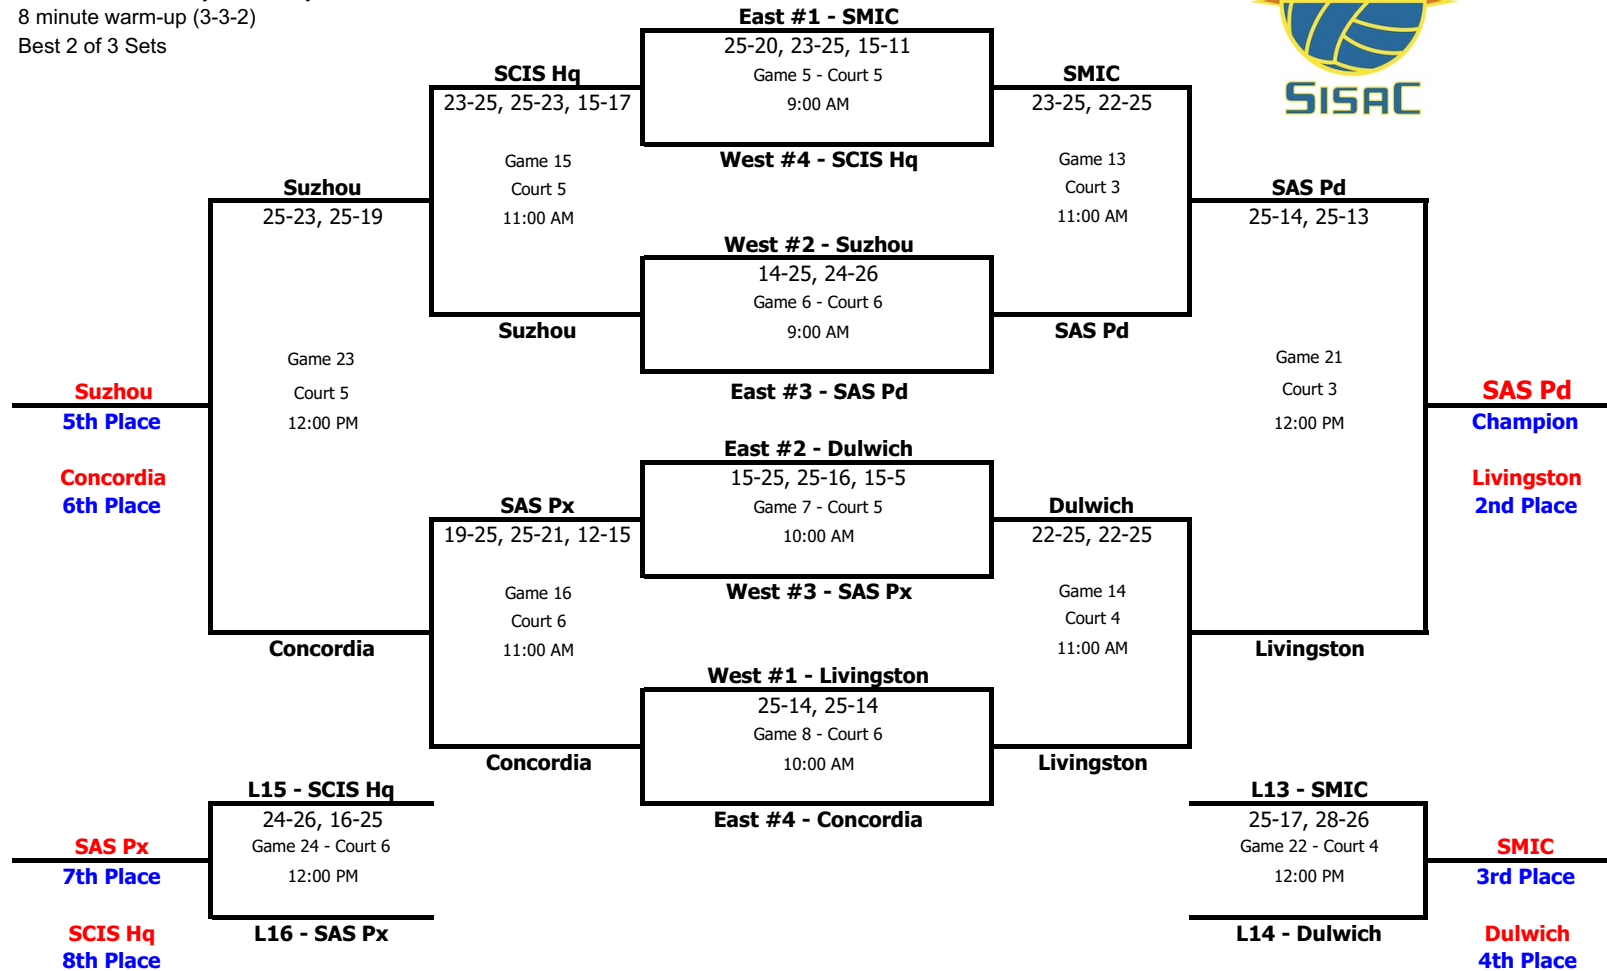 8 minute warm-up (3-3-2)
Best 2 of 3 Sets
SISAC
East #1 - SMIC
25-20, 23-25, 15-11
Game 5 - Court 5
9:00 AM
West #4 - SCIS Hq
SCIS Hq
23-25, 25-23, 15-17
Game 15
Court 5
11:00 AM
SMIC
23-25, 22-25
Game 13
Court 3
11:00 AM
Suzhou
25-23, 25-19
SAS Pd
25-14, 25-13
West #2 - Suzhou
14-25, 24-26
Game 6 - Court 6
9:00 AM
East #3 - SAS Pd
Suzhou
SAS Pd
Game 23
Court 5
12:00 PM
Game 21
Court 3
12:00 PM
Suzhou
5th Place
Concordia
6th Place
SAS Pd
Champion
Livingston
2nd Place
East #2 - Dulwich
15-25, 25-16, 15-5
Game 7 - Court 5
10:00 AM
West #3 - SAS Px
SAS Px
19-25, 25-21, 12-15
Game 16
Court 6
11:00 AM
Dulwich
22-25, 22-25
Game 14
Court 4
11:00 AM
Concordia
Livingston
West #1 - Livingston
25-14, 25-14
Game 8 - Court 6
10:00 AM
East #4 - Concordia
Concordia
Livingston
L15 - SCIS Hq
24-26, 16-25
Game 24 - Court 6
12:00 PM
L16 - SAS Px
L13 - SMIC
25-17, 28-26
Game 22 - Court 4
12:00 PM
L14 - Dulwich
SAS Px
7th Place
SCIS Hq
8th Place
SMIC
3rd Place
Dulwich
4th Place